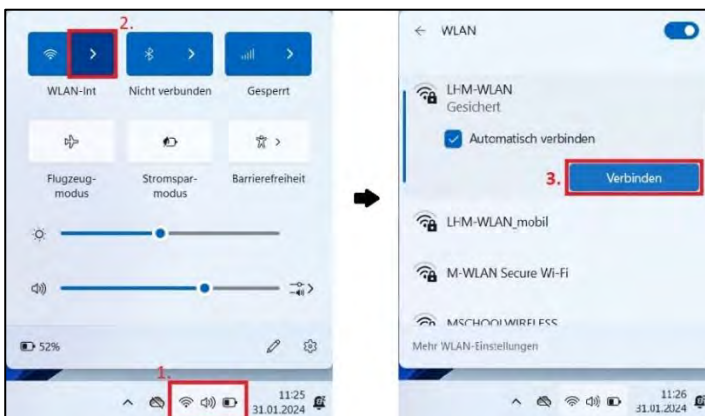 2.
WLAN-Int
Nicht verbunden
Gesperrt
Flugzeug-
modus
Stromspar-
modus
Barrierefreiheit
52%
1.
11:25
31.01.2024
WLAN
LHM-WLAN
Gesichert
Automatisch verbinden
3.
Verbinden
LHM-WLAN_mobil
M-WLAN Secure Wi-Fi
MSCHOOLWIRELESS
Mehr WLAN-Einstellungen
11:26
31.01.2024